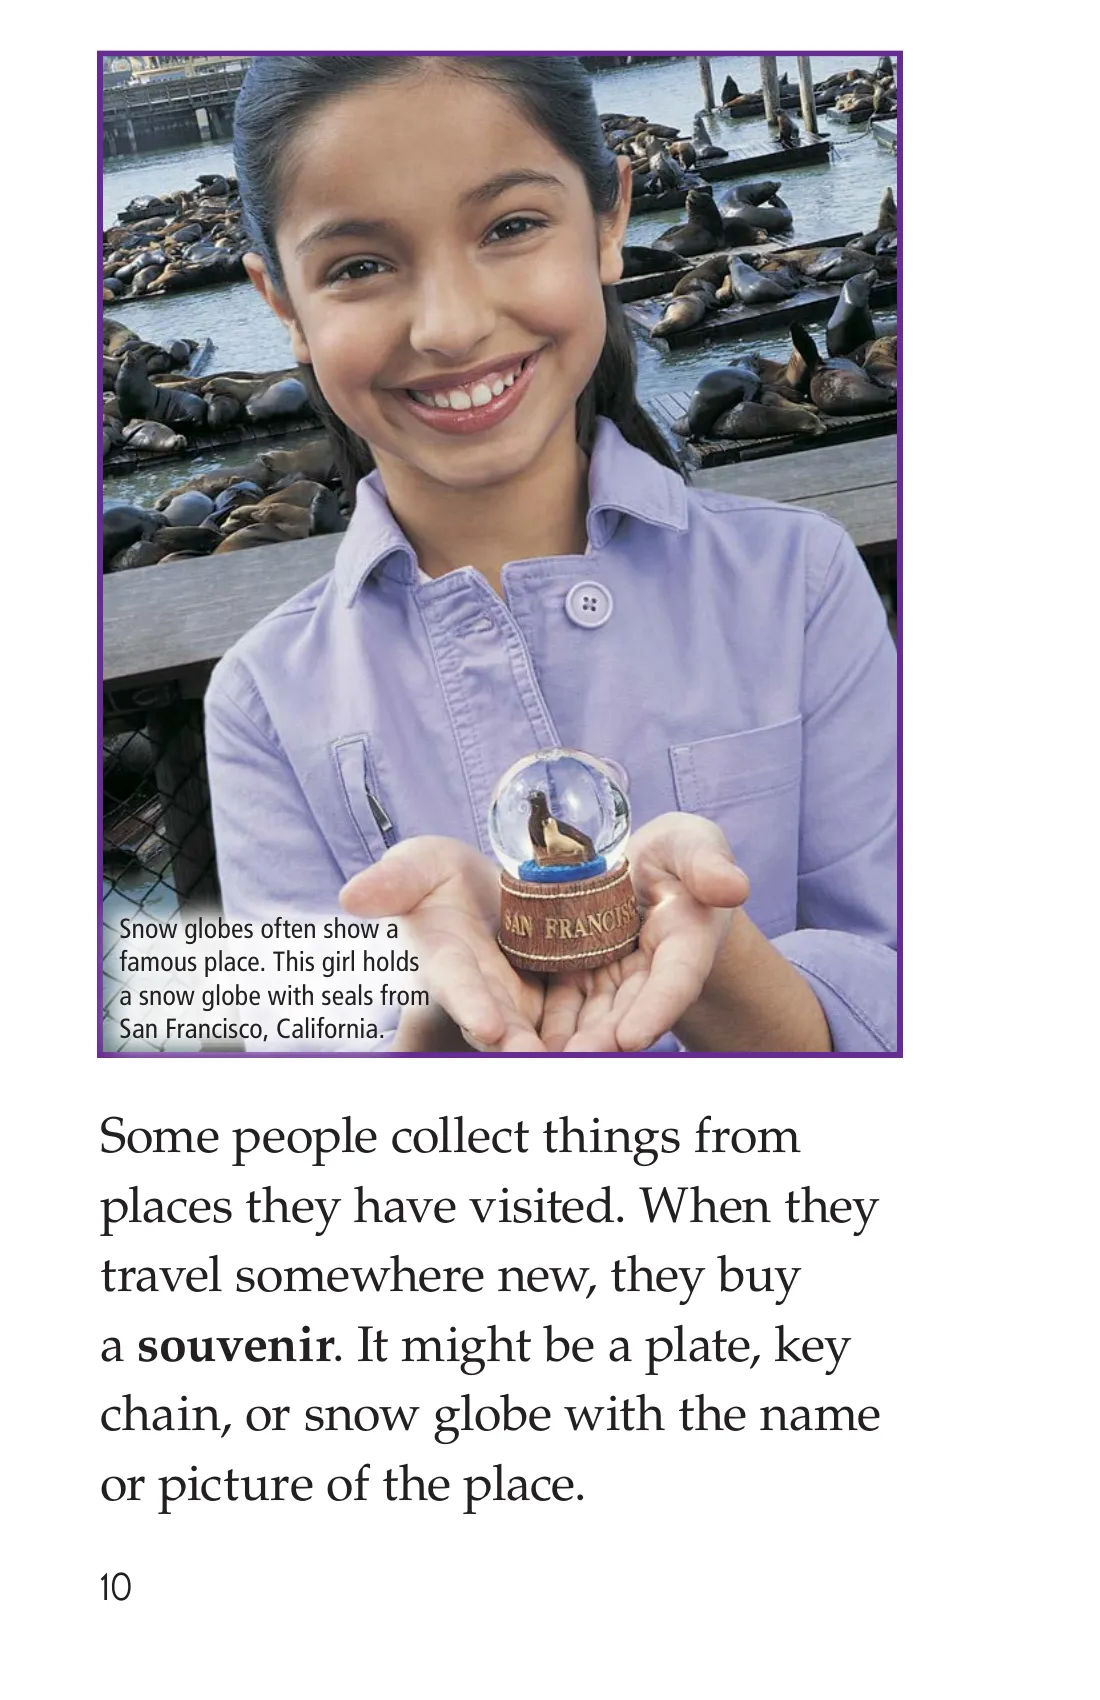 SAN FRANCISC
Snow globes often show a
famous place. This girl holds
a snow globe with seals from
San Francisco, California.
Some people collect things from
places they have visited. When they
travel somewhere new, they buy
a souvenir. It might be a plate, key
chain, or snow globe with the name
or picture of the place.
10